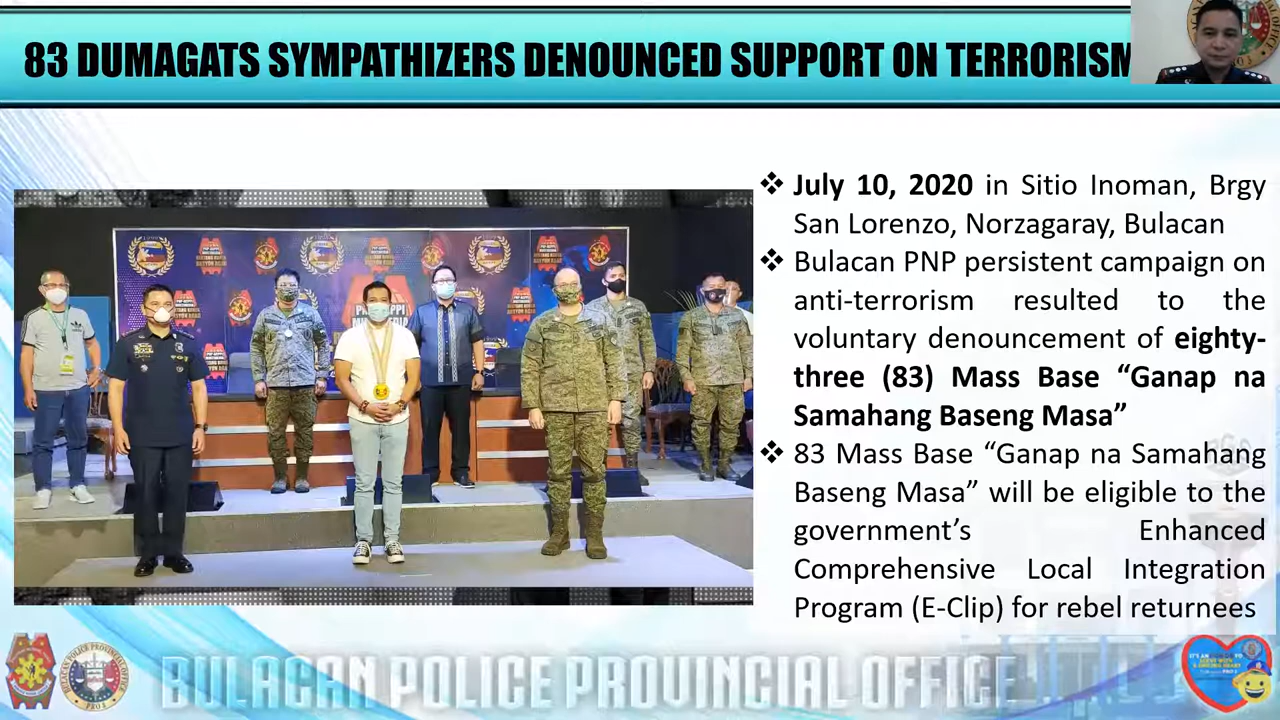 83 DUMAGATS SYMPATHIZERS DENOUNCED SUPPORT ON TERRORISM
❖ July 10, 2020 in Sitio Inoman, Brgy
San Lorenzo, Norzagaray, Bulacan
❖ Bulacan PNP persistent campaign on
anti-terrorism resulted to the
voluntary denouncement of eighty-
three (83) Mass Base “Ganap na
Samahang Baseng Masa”
❖ 83 Mass Base “Ganap na Samahang
Baseng Masa” will be eligible to the
government’s Enhanced
Comprehensive Local Integration
Program (E-Clip) for rebel returnees
BULACAN POLICE PROVINCIAL OFFICE